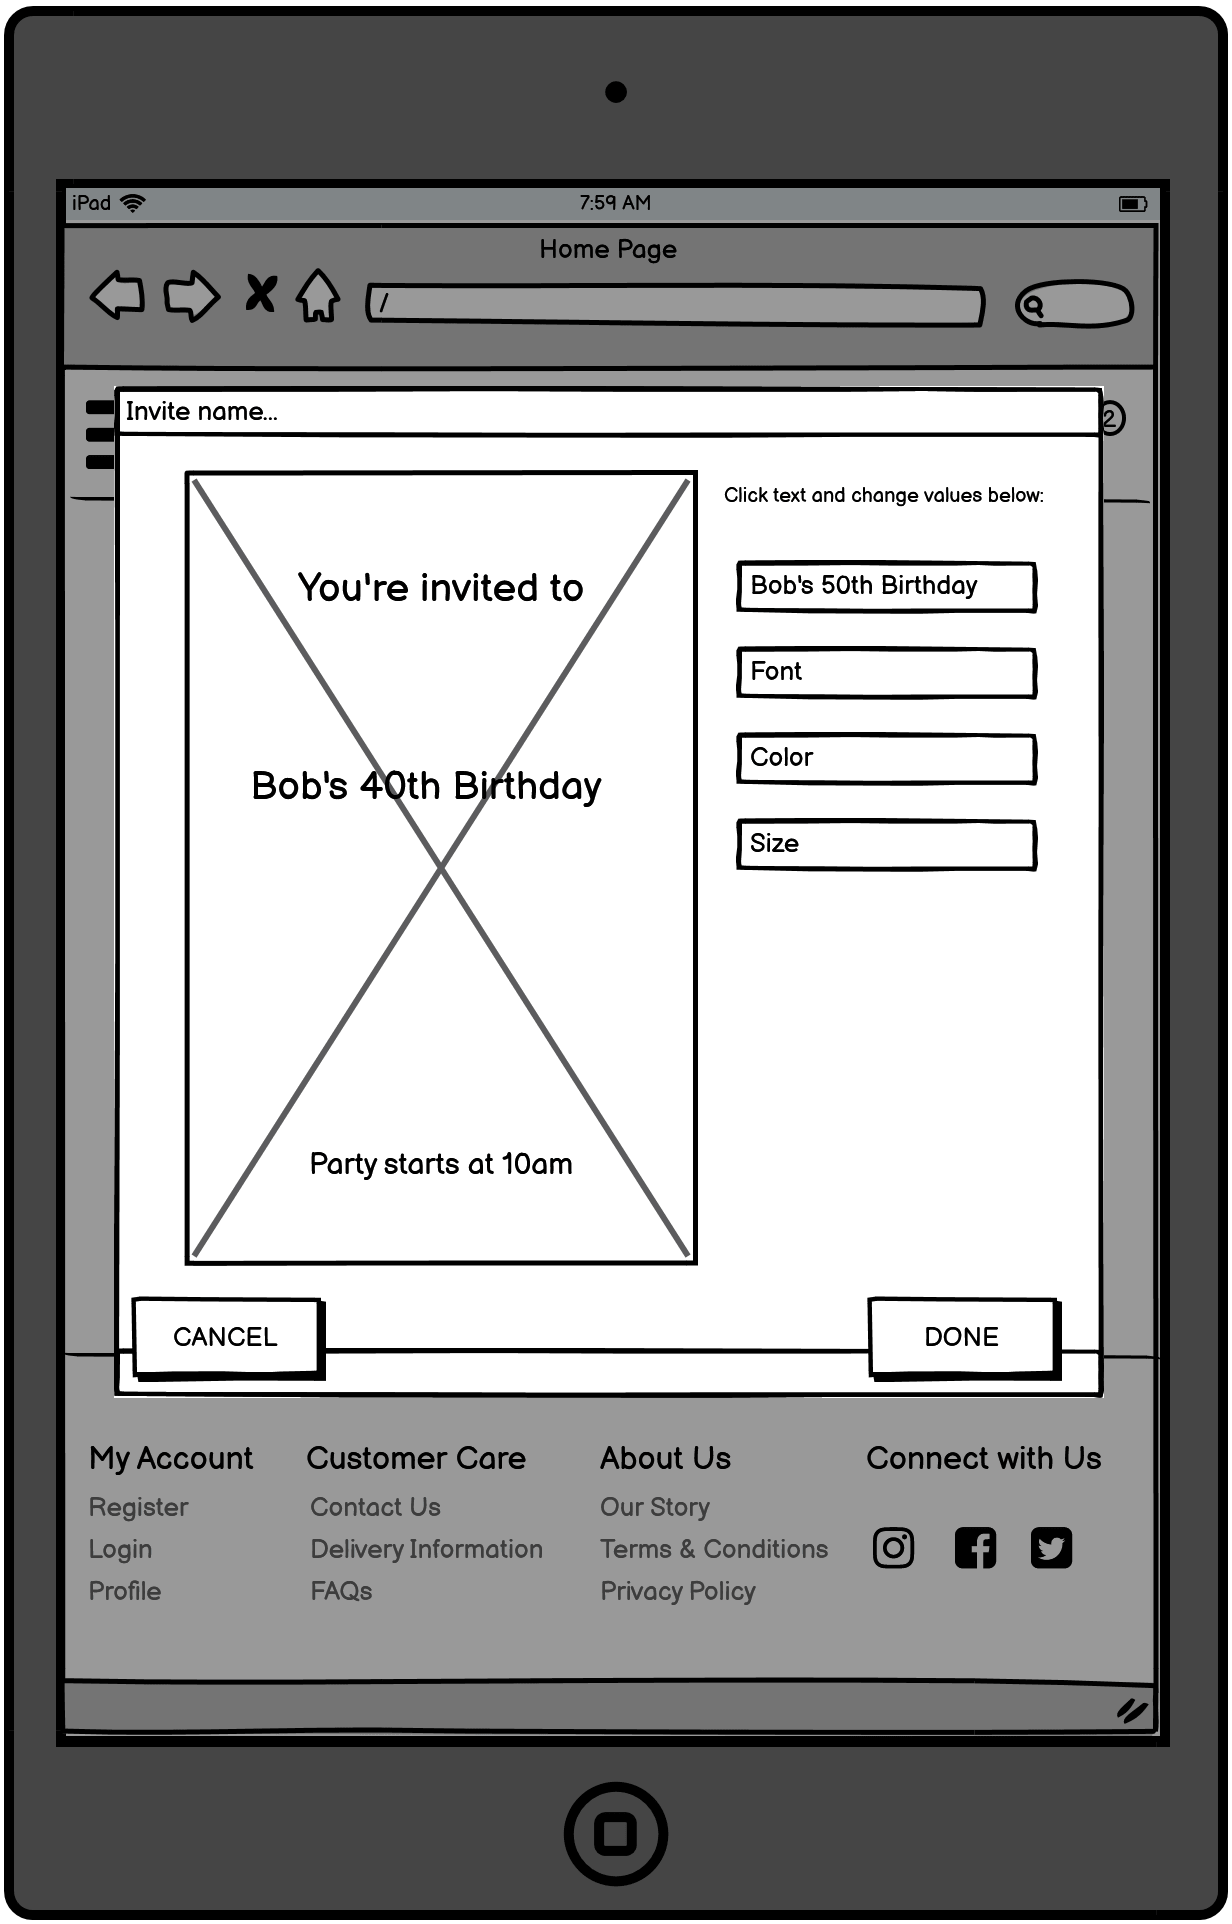 iPad 7:59 AM
Home Page
/
Invite name...
2
Click text and change values below:
You're invited to
Bob's 50th Birthday
Font
Color
Bob's 40th Birthday
Size
Party starts at 10am
CANCEL DONE
My Account Customer Care About Us Connect with Us
Register Contact Us Our Story
Login Delivery Information Terms & Conditions
Profile FAQs Privacy Policy